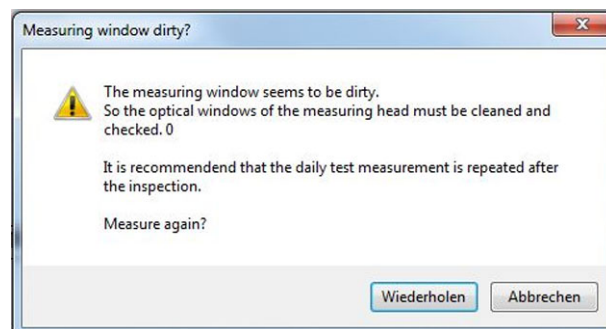 Measuring window dirty?
The measuring window seems to be dirty.
So the optical windows of the measuring head must be cleaned and
checked. 0
It is recommendend that the daily test measurement is repeated after
the inspection.
Measure again?
Wiederholen
Abbrechen